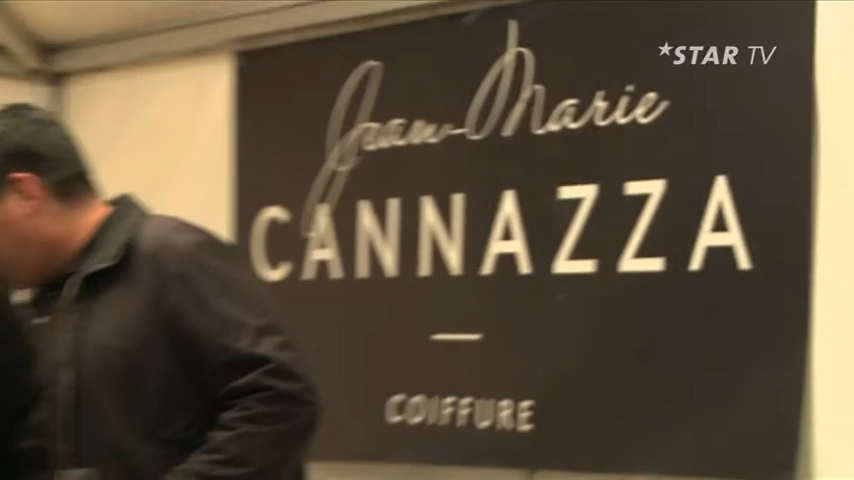 *STAR TV
Jean-Marie
CANNAZZA
—
COIFFURE